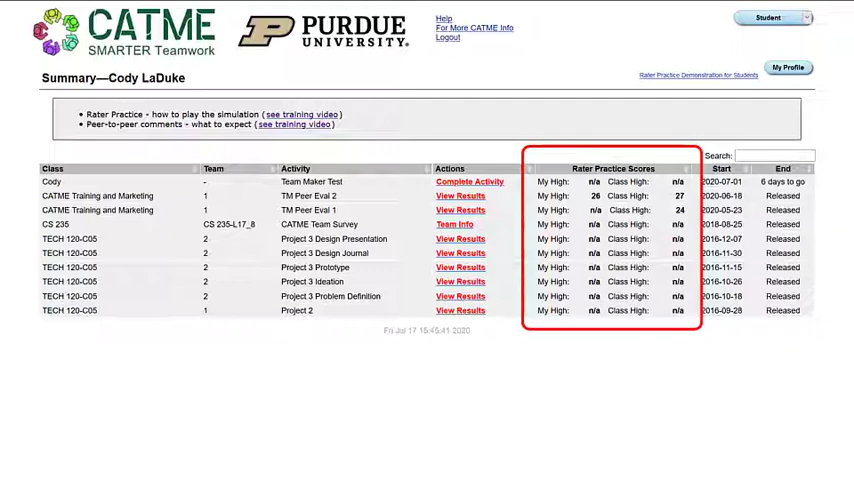 CATME
SMARTER Teamwork
PURDUE
UNIVERSITY®
Help
For More CATME Info
Logout
Student
My Profile
Rater Practice Demonstration for Students
Summary—Cody LaDuke
• Rater Practice - how to play the simulation (see training video)
• Peer-to-peer comments - what to expect (see training video)
Search:
Class Team Activity Actions Rater Practice Scores Start End
Cody - Team Maker Test Complete Activity My High: n/a Class High: n/a 2020-07-01 6 days to go
CATME Training and Marketing 1 TM Peer Eval 2 View Results My High: 26 Class High: 27 2020-06-18 Released
CATME Training and Marketing 1 TM Peer Eval 1 View Results My High: n/a Class High: 24 2020-05-23 Released
CS 235 CS 235-L17_8 CATME Team Survey Team Info My High: n/a Class High: n/a 2018-08-25 Released
TECH 120-C05 2 Project 3 Design Presentation View Results My High: n/a Class High: n/a 2016-12-07 Released
TECH 120-C05 2 Project 3 Design Journal View Results My High: n/a Class High: n/a 2016-11-30 Released
TECH 120-C05 2 Project 3 Prototype View Results My High: n/a Class High: n/a 2016-11-15 Released
TECH 120-C05 2 Project 3 Ideation View Results My High: n/a Class High: n/a 2016-10-26 Released
TECH 120-C05 2 Project 3 Problem Definition View Results My High: n/a Class High: n/a 2016-10-18 Released
TECH 120-C05 1 Project 2 View Results My High: n/a Class High: n/a 2016-09-28 Released
Fri Jul 17 15:45:41 2020